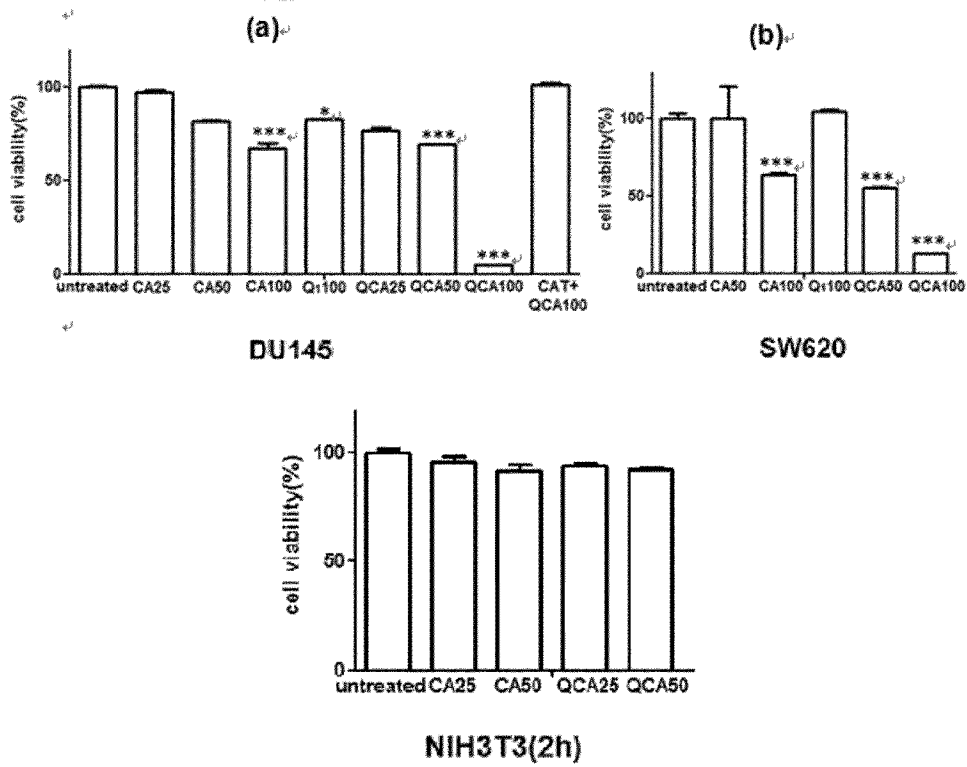 (a)
cell viability(%)
100
50
0
***
*
***
***
untreated CA25 CA50 CA100 Q1100 QCA25 QCA50 QCA100 CAT+
QCA100
DU145
(b)
cell viability(%)
100
50
0
***
***
***
untreated CA50 CA100 Q1100 QCA50 QCA100
SW620
cell viability(%)
100
50
0
untreated CA25 CA50 QCA25 QCA50
NIH3T3(2h)